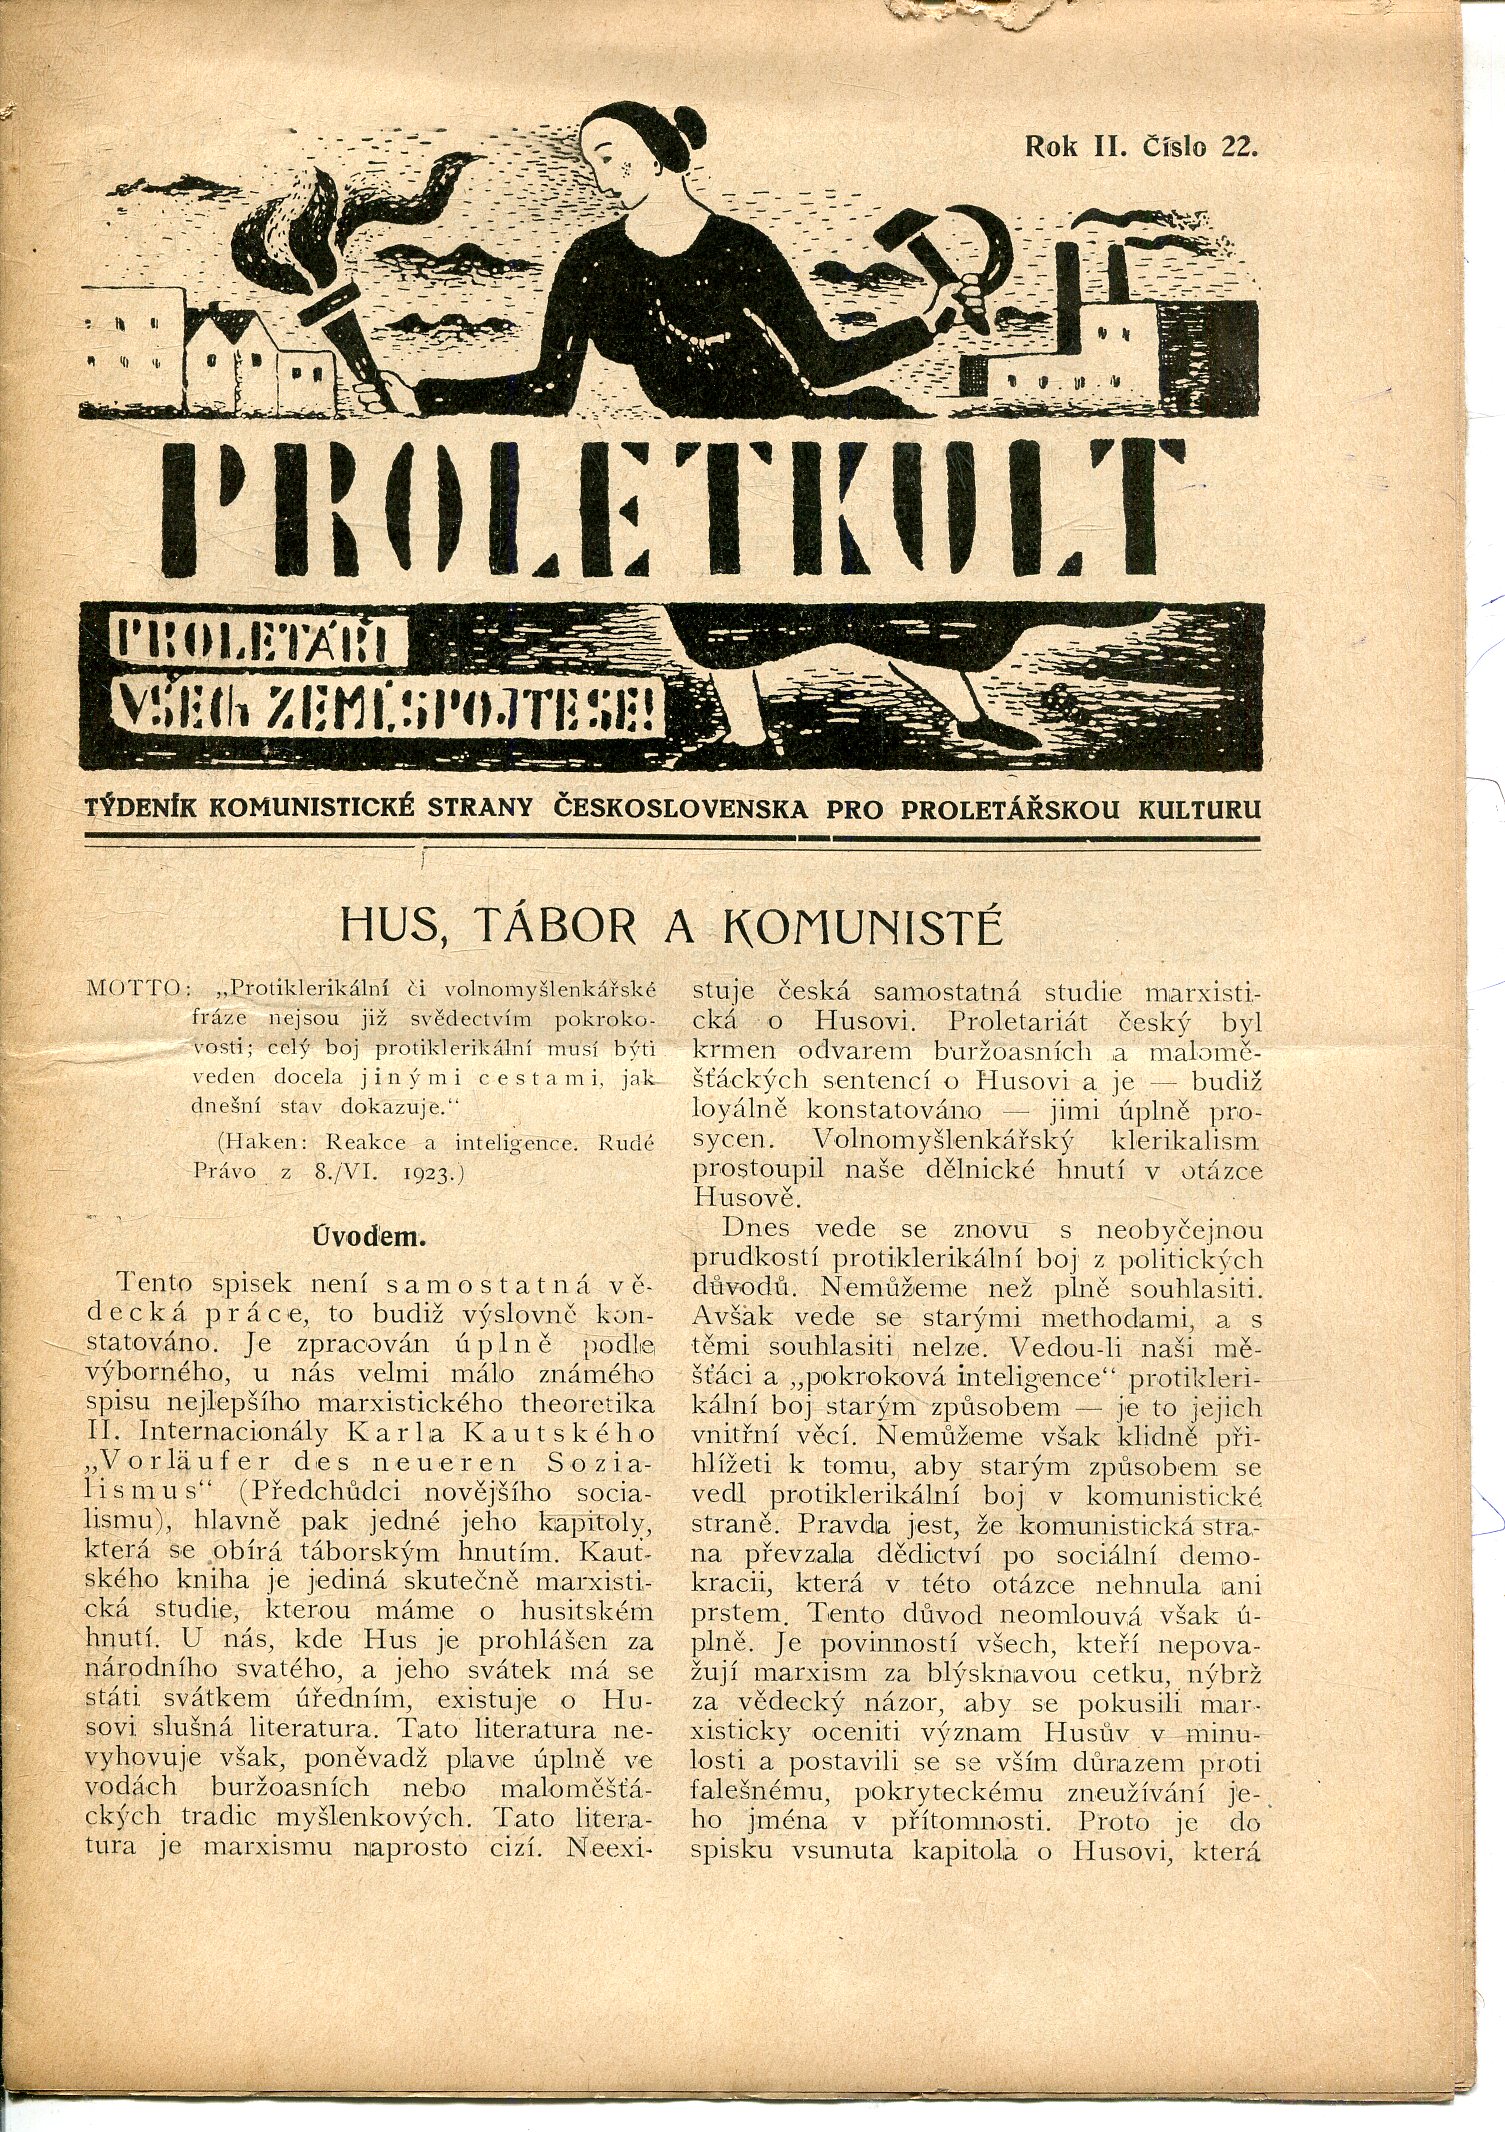 Rok II. Číslo 22.
PROLETKULT
PROLETÁŘI
VŠECH ZEMÍ, SPOJTE SE!
TÝDENÍK KOMUNISTICKÉ STRANY ČESKOSLOVENSKA PRO PROLETÁŘSKOU KULTURU
HUS, TÁBOR A KOMUNISTÉ
MOTTO: „Protiklerikální či volnomyšlenkářské
fráze nejsou již svědectvím pokroko-
vosti; celý boj protiklerikální musí býti
veden docela jinými cestami, jak
dnešní stav dokazuje.“
(Haken: Reakce a inteligence. Rudé
Právo z 8./VI. 1923.)
Úvodem.
Tento spisek není samostatná vě-
decká práce, to budiž výslovně kon-
statováno. Je zpracován úplně podle
výborného, u nás velmi málo známého
spisu nejlepšího marxistického theoretika
II. Internacionály Karla Kautského
„Vorläufer des neueren Sozia-
lismus“ (Předchůdci novějšího socia-
lismu), hlavně pak jedné jeho kapitoly,
která se obírá táborským hnutím. Kaut-
ského kniha je jediná skutečně marxisti-
cká studie, kterou máme o husitském
hnutí. U nás, kde Hus je prohlášen za
národního svatého, a jeho svátek má se
státi svátkem úředním, existuje o Hu-
sovi slušná literatura. Tato literatura ne-
vyhovuje však, poněvadž plave úplně ve
vodách buržoasních nebo maloměšťá-
ckých tradic myšlenkových. Tato litera-
tura je marxismu naprosto cizí. Neexi-
stuje česká samostatná studie marxisti-
cká o Husovi. Proletariát český byl
krmen odvarem buržoasních a malomě-
šťáckých sentencí o Husovi a je — budiž
loyálně konstatováno — jimi úplně pro-
sycen. Volnomyšlenkářský klerikalism
prostoupil naše dělnické hnutí v otázce
Husově.
Dnes vede se znovu s neobyčejnou
prudkostí protiklerikální boj z politických
důvodů. Nemůžeme než plně souhlasiti.
Avšak vede se starými methodami, a s
těmi souhlasiti nelze. Vedou-li naši mě-
šťáci a „pokroková inteligence“ protikleri-
kální boj starým způsobem — je to jejich
vnitřní věcí. Nemůžeme však klidně při-
hlížeti k tomu, aby starým způsobem se
vedl protiklerikální boj v komunistické
straně. Pravda jest, že komunistická stra-
na převzala dědictví po sociální demo-
kracii, která v této otázce nehnula ani
prstem. Tento důvod neomlouvá však ú-
plně. Je povinností všech, kteří nepova-
žují marxism za blýsknavou cetku, nýbrž
za vědecký názor, aby se pokusili mar-
xisticky oceniti význam Husův v minu-
losti a postavili se se vším důrazem proti
falešnému, pokryteckému zneužívání je-
ho jména v přítomnosti. Proto je do
spisku vsunuta kapitola o Husovi, která